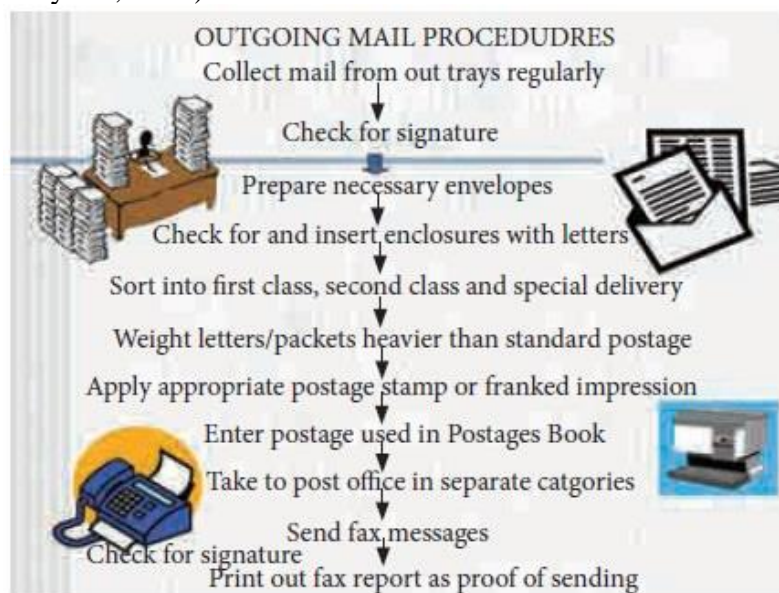 OUTGOING MAIL PROCEDUDRES
Collect mail from out trays regularly
Check for signature
Prepare necessary envelopes
Check for and insert enclosures with letters
Sort into first class, second class and special delivery
Weight letters/packets heavier than standard postage
Apply appropriate postage stamp or franked impression
Enter postage used in Postages Book
Take to post office in separate catgories
Send fax messages
Check for signature
Print out fax report as proof of sending